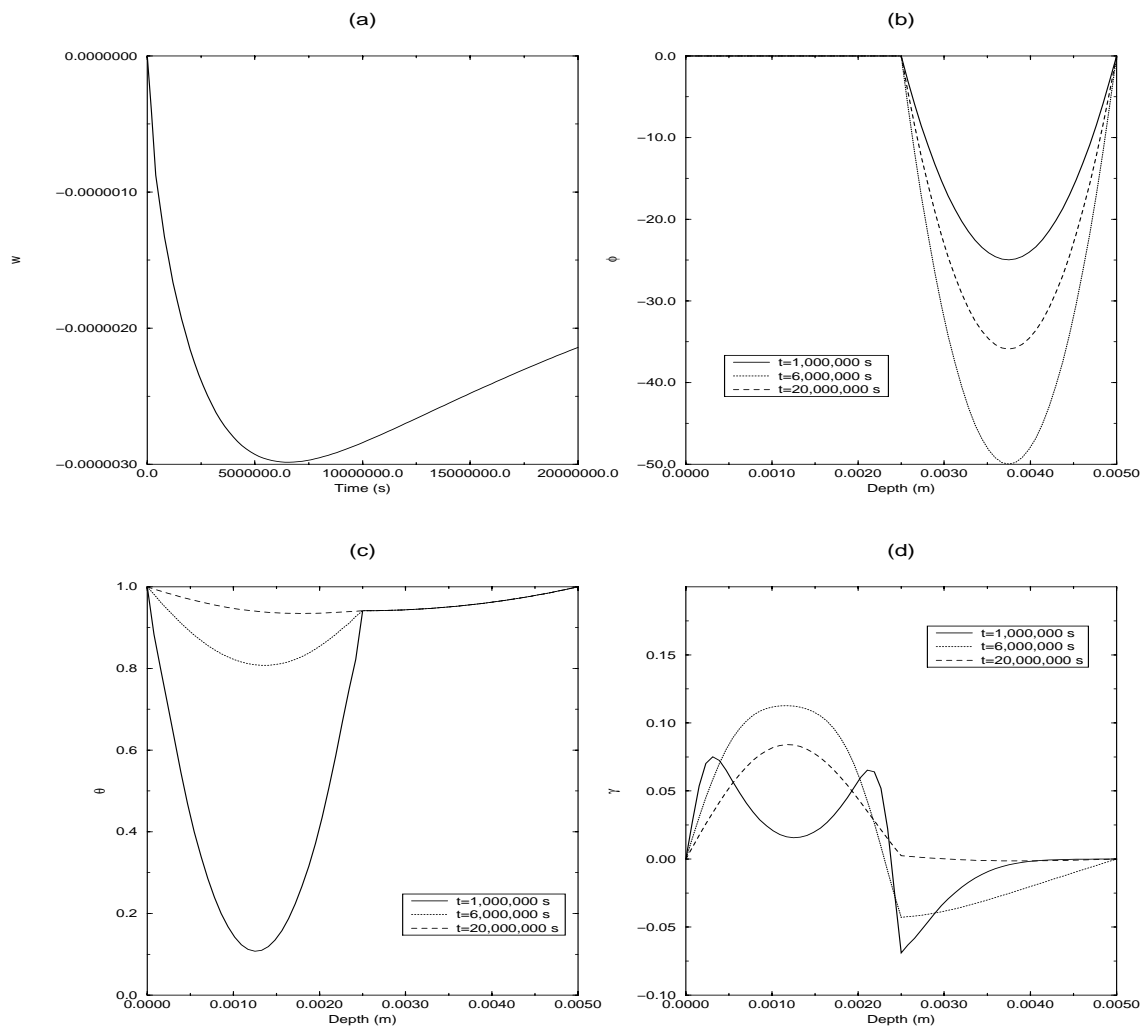 (a)
0.0000000
−0.0000010
−0.0000020
−0.0000030
w
0.0
5000000.0
10000000.0
15000000.0
20000000.0
Time (s)
(b)
0.0
−10.0
−20.0
−30.0
−40.0
−50.0
ϕ
t=1,000,000 s
t=6,000,000 s
t=20,000,000 s
0.0000
0.0010
0.0020
0.0030
0.0040
0.0050
Depth (m)
(c)
1.0
0.8
0.6
0.4
0.2
0.0
θ
t=1,000,000 s
t=6,000,000 s
t=20,000,000 s
0.0000
0.0010
0.0020
0.0030
0.0040
0.0050
Depth (m)
(d)
0.15
0.10
0.05
0.00
−0.05
−0.10
γ
t=1,000,000 s
t=6,000,000 s
t=20,000,000 s
0.0000
0.0010
0.0020
0.0030
0.0040
0.0050
Depth (m)